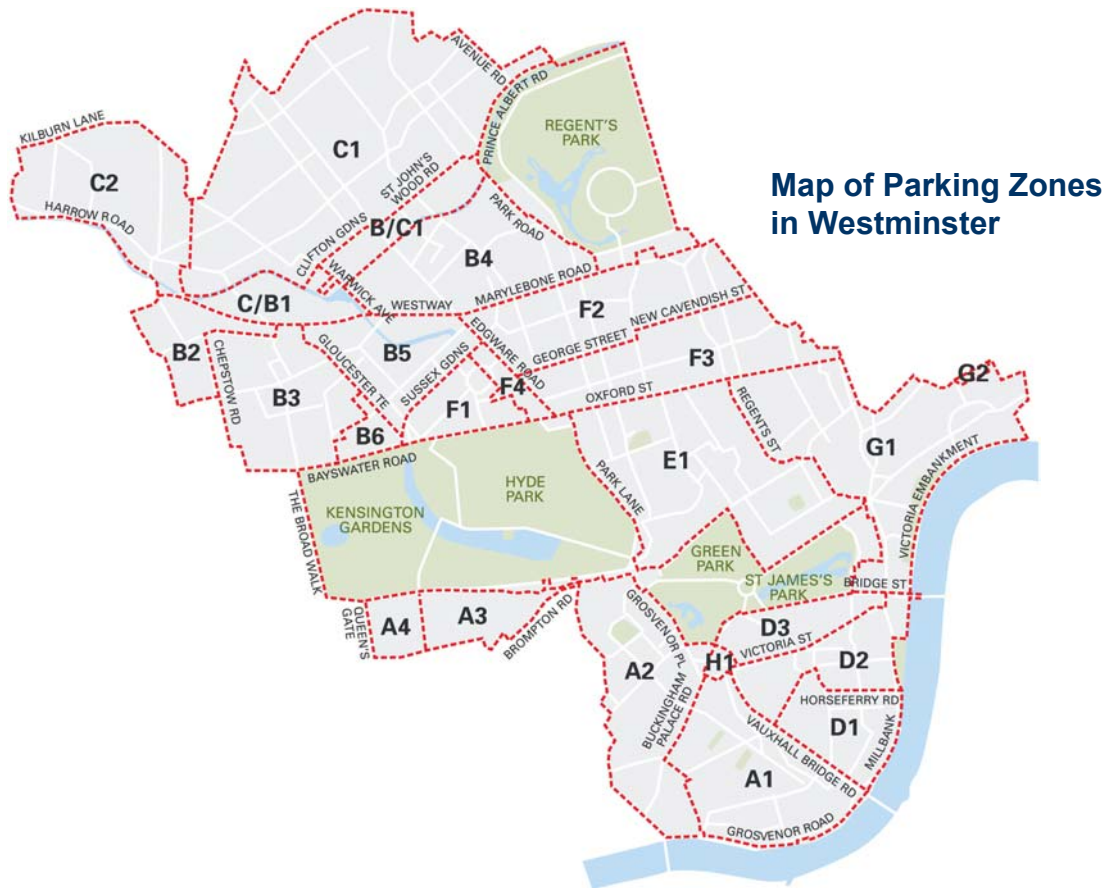 Map of Parking Zones
in Westminster
KILBURN LANE
C2
HARROW ROAD
C1
AVENUE RD
PRINCE ALBERT RD
REGENT'S
PARK
ST JOHN'S
WOOD RD
CLIFTON GDNS
B/C1
PARK ROAD
B4
WARWICK AVE
C/B1
WESTWAY
MARYLEBONE ROAD
F2
NEW CAVENDISH ST
GEORGE STREET
F3
B2
CHEPSTOW RD
B3
GLOUCESTER TE
B5
SUSSEX GDNS
EDGWARE ROAD
F4
F1
B6
OXFORD ST
REGENTS ST
G2
G1
E1
BAYSWATER ROAD
HYDE
PARK
PARK LANE
KENSINGTON
GARDENS
THE BROAD WALK
VICTORIA EMBANKMENT
GREEN
PARK
ST JAMES'S
PARK
BRIDGE ST
QUEEN'S
GATE
A4
A3
BROMPTON RD
GROSVENOR PL
D3
VICTORIA ST
H1
A2
D2
BUCKINGHAM
PALACE RD
HORSEFERRY RD
D1
MILLBANK
VAUXHALL BRIDGE RD
A1
GROSVENOR ROAD